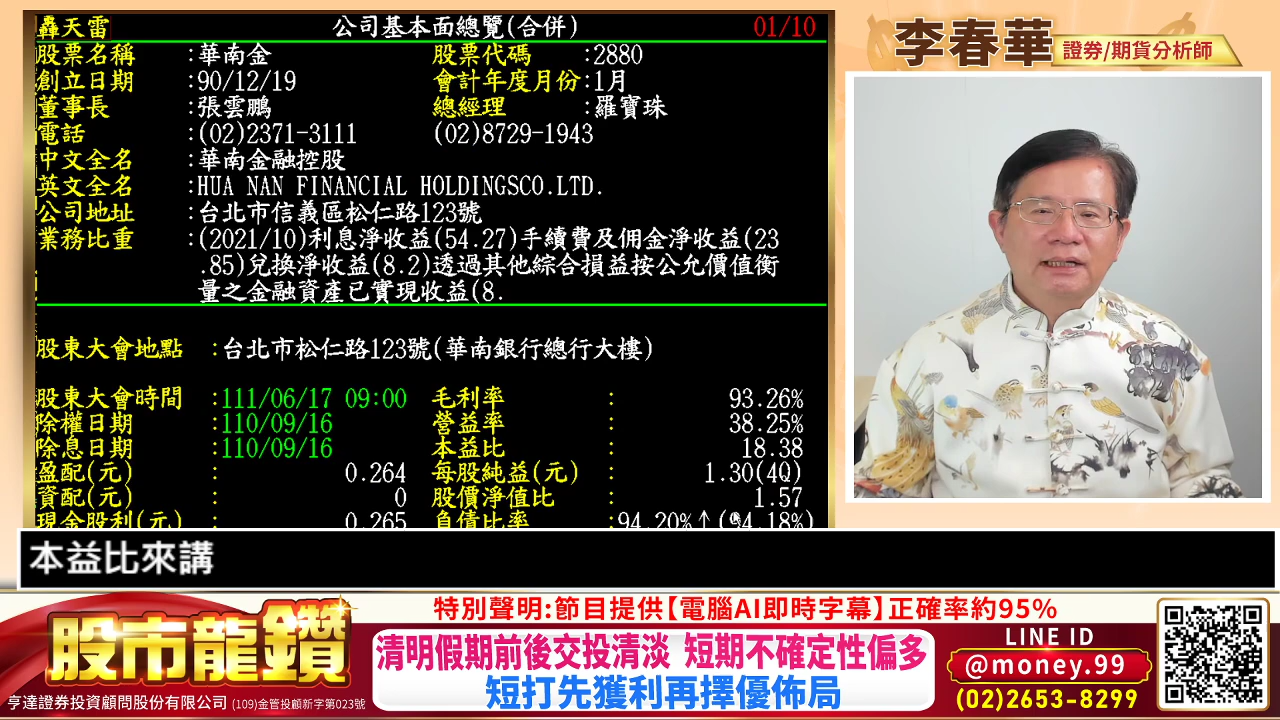 轟天雷 公司基本面總覽(合併) 01/10
股票名稱 :華南金 股票代碼 :2880
創立日期 :90/12/19 會計年度月份:1月
董事長 :張雲鵬 總經理 :羅寶珠
電話 :(02)2371-3111 (02)8729-1943
中文全名 :華南金融控股
英文全名 :HUA NAN FINANCIAL HOLDINGSCO.LTD.
公司地址 :台北市信義區松仁路123號
業務比重 :(2021/10)利息淨收益(54.27)手續費及佣金淨收益(23
.85)兌換淨收益(8.2)透過其他綜合損益按公允價值衡
量之金融資產已實現收益(8.
股東大會地點 :台北市松仁路123號(華南銀行總行大樓)
股東大會時間 :111/06/17 09:00 毛利率 : 93.26%
除權日期 :110/09/16 營益率 : 38.25%
除息日期 :110/09/16 本益比 : 18.38
盈配(元) : 0.264 每股純益(元) : 1.30(4Q)
資配(元) : 0 股價淨值比 : 1.57
現金股利(元) : 0.265 負債比率 :94.20%↑(94.18%)
李春華 證券/期貨分析師
本益比來講
特別聲明:節目提供【電腦AI即時字幕】正確率約95%
股市龍鑽
亨達證券投資顧問股份有限公司 (109)金管投顧新字第023號
清明假期前後交投清淡 短期不確定性偏多
短打先獲利再擇優佈局
LINE ID
@money.99
(02)2653-8299